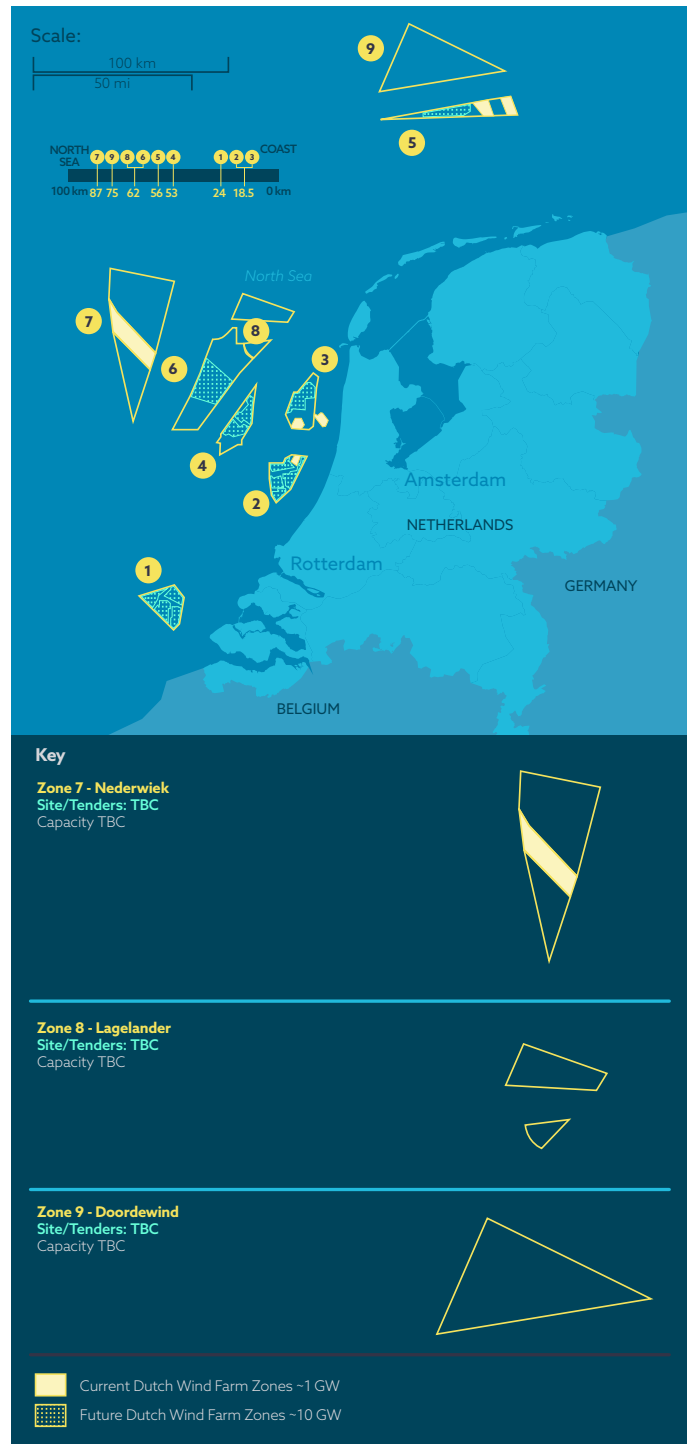 Scale:
100 km
50 mi
9
5
NORTH SEA
7 9 8 6 5 4 1 2 3
COAST
100 km 87 75 62 56 53 24 18.5 0 km
North Sea
7
8
6
3
4
2
1
Amsterdam
NETHERLANDS
Rotterdam
GERMANY
BELGIUM
Key
Zone 7 - Nederwiek
Site/Tenders: TBC
Capacity TBC
Zone 8 - Lagelander
Site/Tenders: TBC
Capacity TBC
Zone 9 - Doordewind
Site/Tenders: TBC
Capacity TBC
Current Dutch Wind Farm Zones ~1 GW
Future Dutch Wind Farm Zones ~10 GW